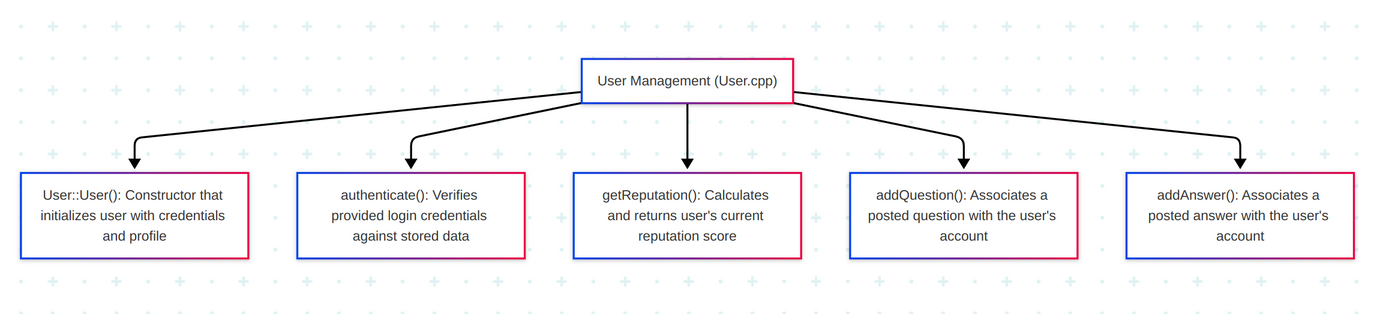 User Management (User.cpp)
User::User(): Constructor that
initializes user with credentials
and profile
authenticate(): Verifies
provided login credentials
against stored data
getReputation(): Calculates
and returns user's current
reputation score
addQuestion(): Associates a
posted question with the user's
account
addAnswer(): Associates a
posted answer with the user's
account